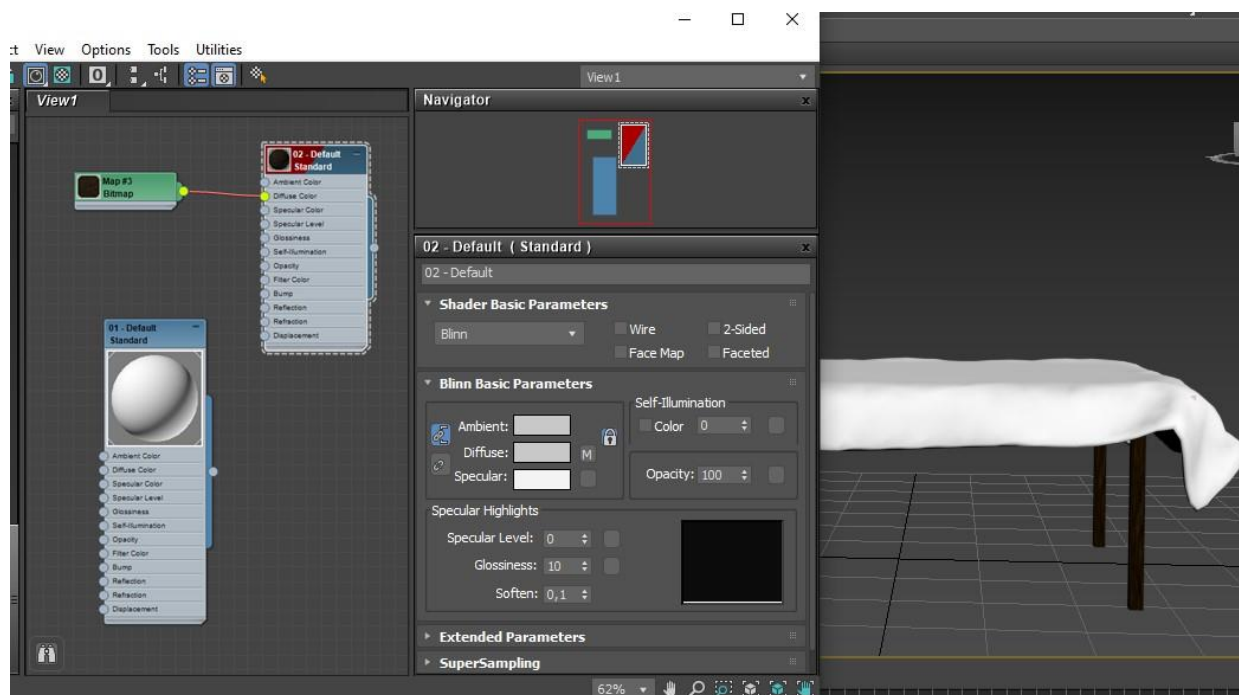 View Options Tools Utilities
0
View1
View1
Navigator
x
Map #3
Bitmap
02 - Default
Standard
Ambient Color
Diffuse Color
Specular Color
Specular Level
Glossiness
Self-Illumination
Opacity
Filter Color
Bump
Reflection
Refraction
Displacement
01 - Default
Standard
Ambient Color
Diffuse Color
Specular Color
Specular Level
Glossiness
Self-Illumination
Opacity
Filter Color
Bump
Reflection
Refraction
Displacement
02 - Default ( Standard )
x
02 - Default
Shader Basic Parameters
Blinn
Wire
2-Sided
Face Map
Faceted
Blinn Basic Parameters
Ambient:
Diffuse:
M
Specular:
Self-Illumination
Color 0
Opacity: 100
Specular Highlights
Specular Level: 0
Glossiness: 10
Soften: 0,1
Extended Parameters
SuperSampling
62%